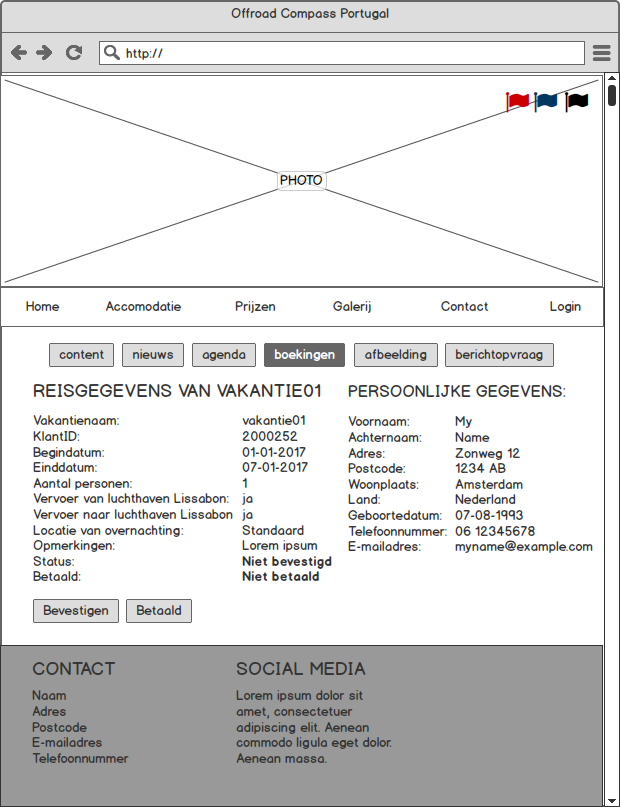 Offroad Compass Portugal
http://
PHOTO
Home Accomodatie Prijzen Galerij Contact Login
content nieuws agenda boekingen afbeelding berichtopvraag
REISGEGEVENS VAN VAKANTIE01
Vakantienaam: vakantie01
KlantID: 2000252
Begindatum: 01-01-2017
Einddatum: 07-01-2017
Aantal personen: 1
Vervoer van luchthaven Lissabon: ja
Vervoer naar luchthaven Lissabon ja
Locatie van overnachting: Standaard
Opmerkingen: Lorem ipsum
Status: Niet bevestigd
Betaald: Niet betaald
Bevestigen Betaald
PERSOONLIJKE GEGEVENS:
Voornaam: My
Achternaam: Name
Adres: Zonweg 12
Postcode: 1234 AB
Woonplaats: Amsterdam
Land: Nederland
Geboortedatum: 07-08-1993
Telefoonnummer: 06 12345678
E-mailadres: myname@example.com
CONTACT
Naam
Adres
Postcode
E-mailadres
Telefoonnummer
SOCIAL MEDIA
Lorem ipsum dolor sit
amet, consectetuer
adipiscing elit. Aenean
commodo ligula eget dolor.
Aenean massa.